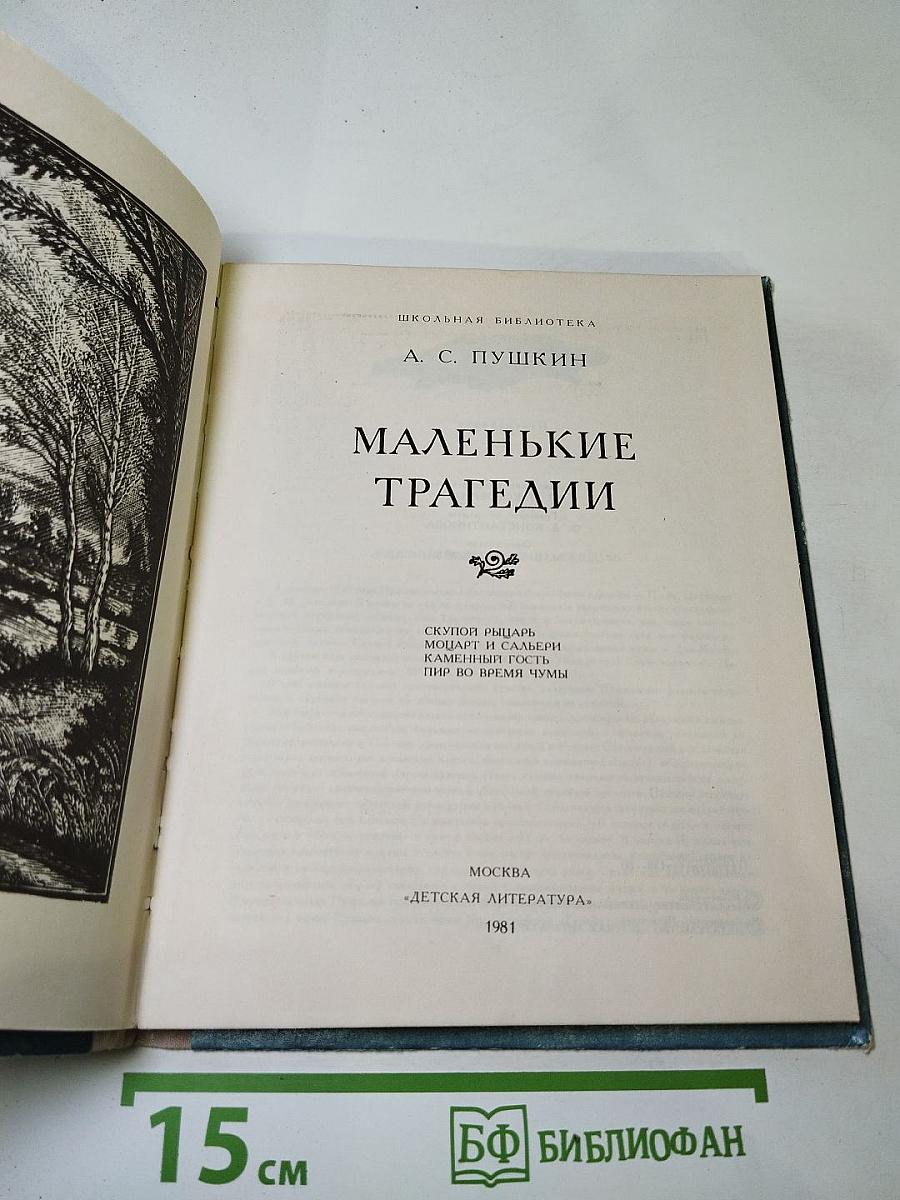 ШКОЛЬНАЯ БИБЛИОТЕКА
А. С. ПУШКИН
МАЛЕНЬКИЕ
ТРАГЕДИИ
СКУПОЙ РЫЦАРЬ
МОЦАРТ И САЛЬЕРИ
КАМЕННЫЙ ГОСТЬ
ПИР ВО ВРЕМЯ ЧУМЫ
МОСКВА
«ДЕТСКАЯ ЛИТЕРАТУРА»
1981
15 СМ
БФ БИБЛИОФАН